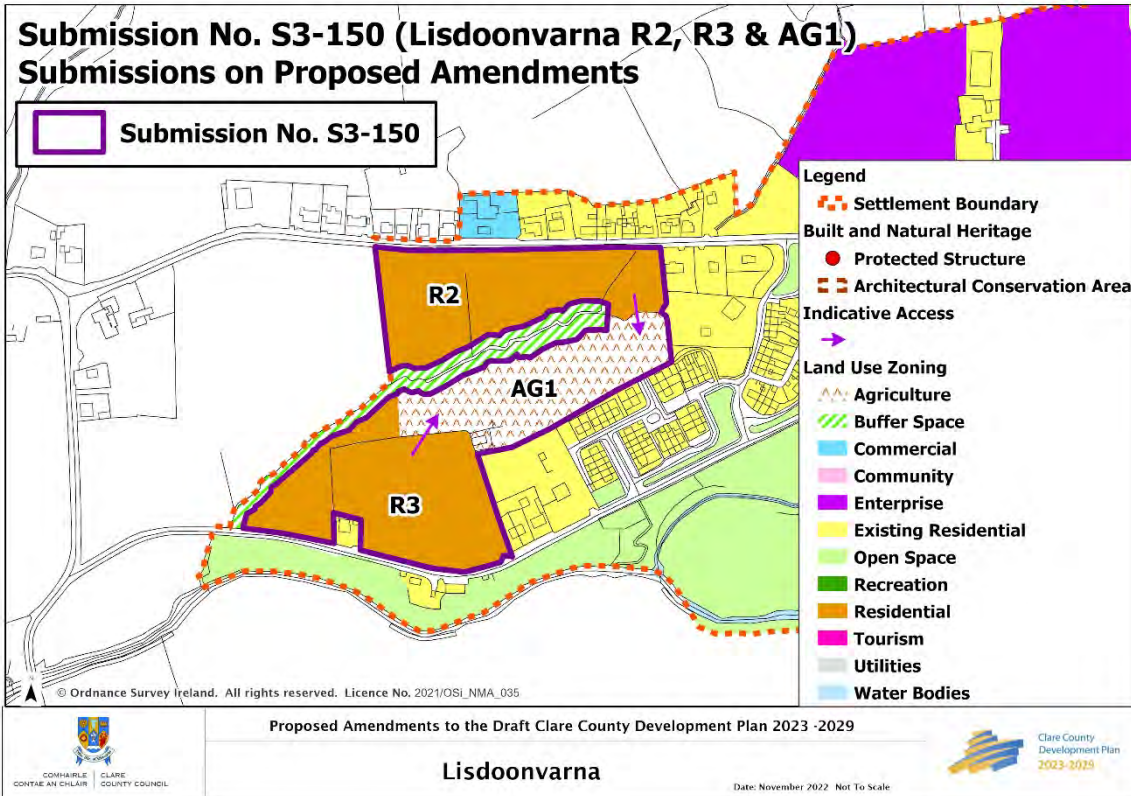 Submission No. S3-150 (Lisdoonvarna R2, R3 & AG1)
Submissions on Proposed Amendments
Submission No. S3-150
R2
AG1
R3
Legend
Settlement Boundary
Built and Natural Heritage
Protected Structure
Architectural Conservation Area
Indicative Access
Land Use Zoning
Agriculture
Buffer Space
Commercial
Community
Enterprise
Existing Residential
Open Space
Recreation
Residential
Tourism
Utilities
Water Bodies
© Ordnance Survey Ireland. All rights reserved. Licence No. 2021/OSi_NMA_035
COMHAIRLE CONTAE AN CHLÁIR
CLARE COUNTY COUNCIL
Proposed Amendments to the Draft Clare County Development Plan 2023 -2029
Lisdoonvarna
Date: November 2022 Not To Scale
Clare County
Development Plan
2023-2029